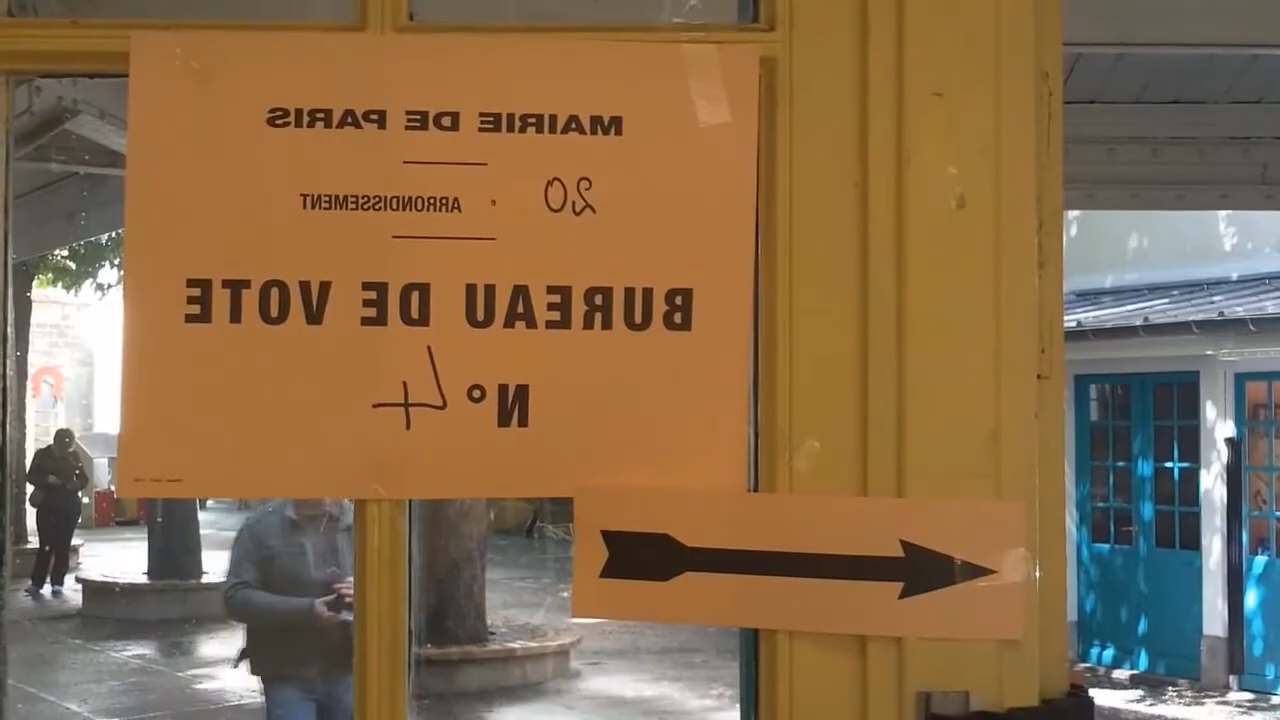 MAIRIE DE PARIS
20 e ARRONDISSEMENT
BUREAU DE VOTE
N° 4